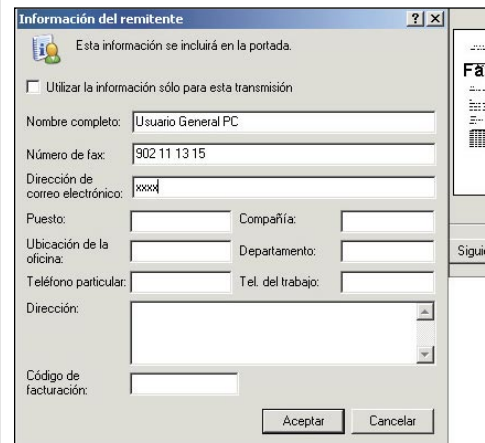 Información del remitente
Esta información se incluirá en la portada.
Utilizar la información sólo para esta transmisión
Nombre completo: Usuario General PC
Número de fax: 902 11 13 15
Dirección de
correo electrónico: xxxx
Puesto: Compañía:
Ubicación de la
oficina: Departamento:
Teléfono particular: Tel. del trabajo:
Dirección:
Código de
facturación:
Aceptar Cancelar
Fa
Sigui